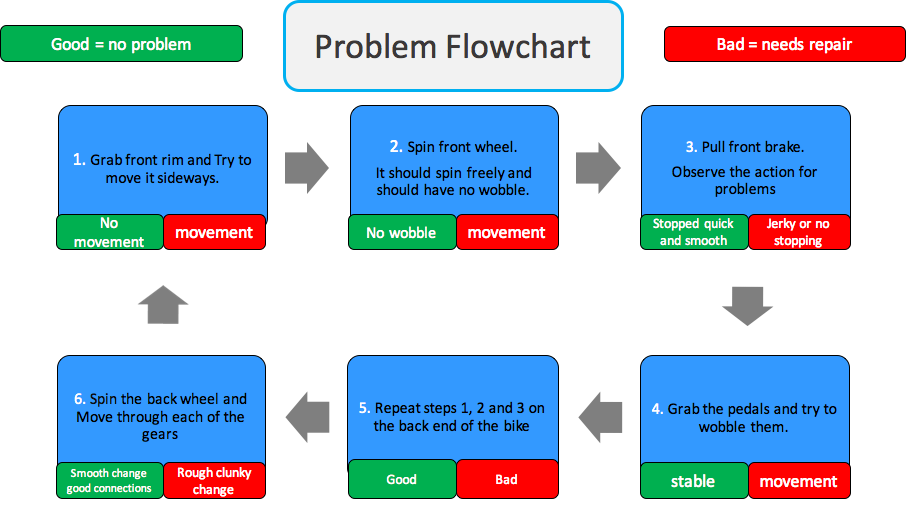 Good = no problem
Problem Flowchart
Bad = needs repair
1. Grab front rim and Try to
move it sideways.
No
movement
movement
2. Spin front wheel.
It should spin freely and
should have no wobble.
No wobble
movement
3. Pull front brake.
Observe the action for
problems
Stopped quick
and smooth
Jerky or no
stopping
4. Grab the pedals and try to
wobble them.
stable
movement
5. Repeat steps 1, 2 and 3 on
the back end of the bike
Good
Bad
6. Spin the back wheel and
Move through each of the
gears
Smooth change
good connections
Rough clunky
change